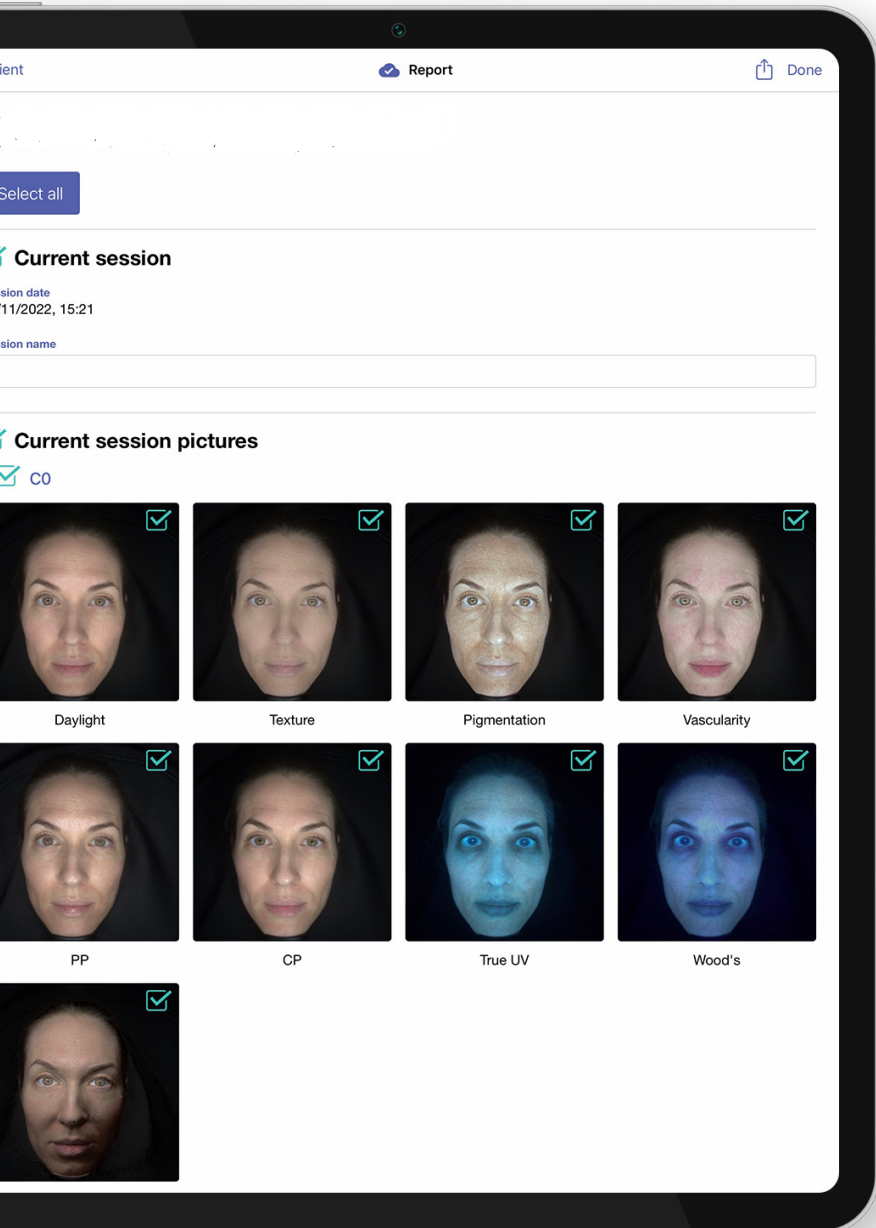 ient
Report
Done
Select all
Current session
sion date
/11/2022, 15:21
sion name
Current session pictures
C0
Daylight
Texture
Pigmentation
Vascularity
PP
CP
True UV
Wood's